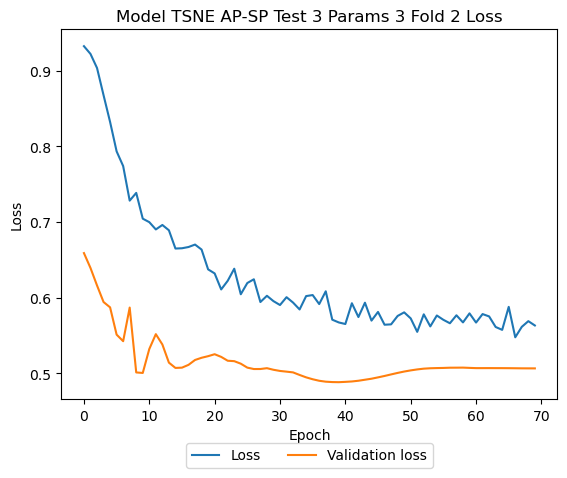 Model TSNE AP-SP Test 3 Params 3 Fold 2 Loss
Loss
0.9
0.8
0.7
0.6
0.5
0 10 20 30 40 50 60 70
Epoch
Loss Validation loss